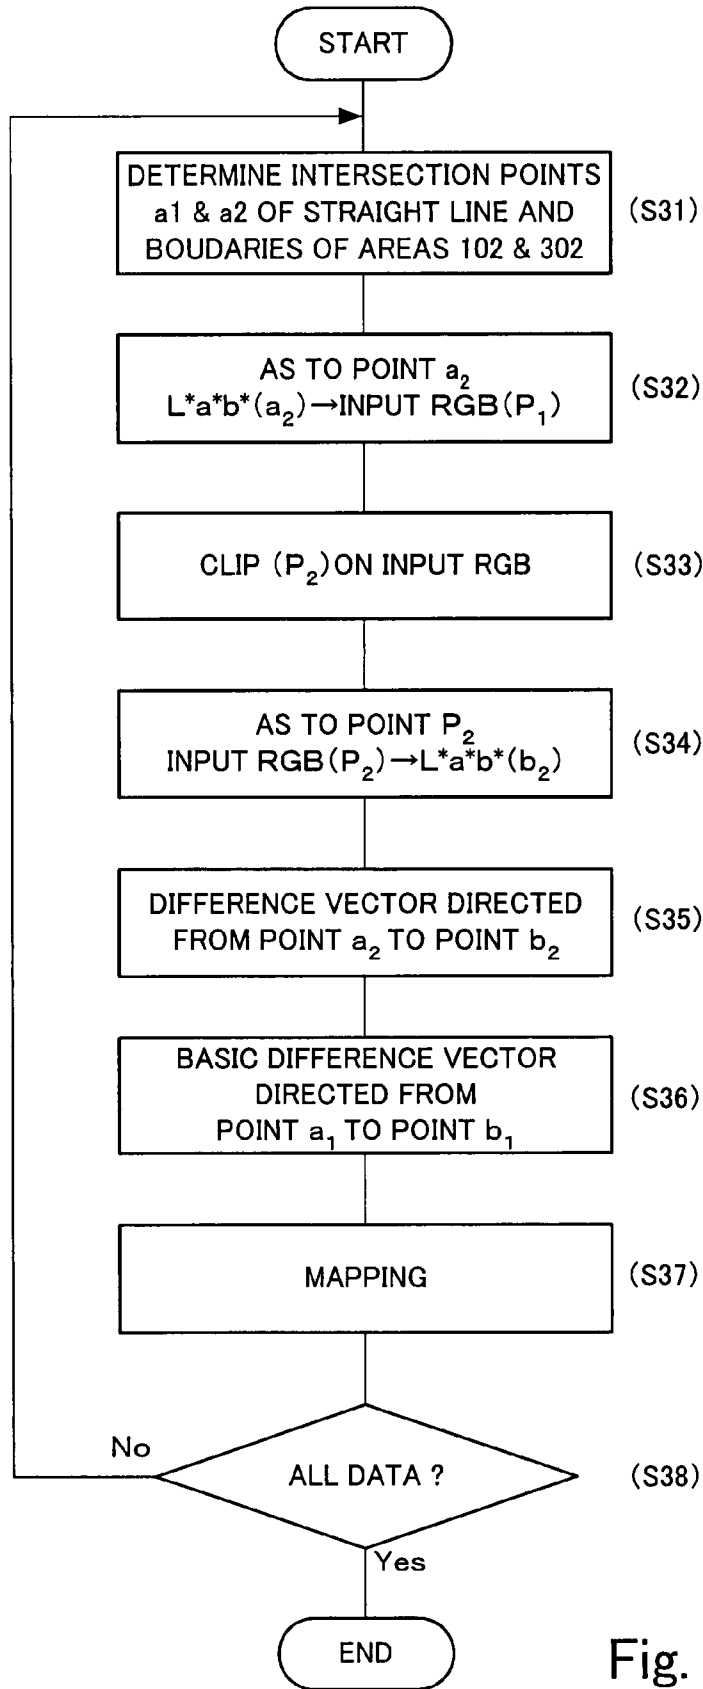 START
DETERMINE INTERSECTION POINTS
a1 & a2 OF STRAIGHT LINE AND
BOUDARIES OF AREAS 102 & 302
(S31)
AS TO POINT a₂
L*a*b*(a₂)→INPUT RGB(P₁)
(S32)
CLIP (P₂)ON INPUT RGB
(S33)
AS TO POINT P₂
INPUT RGB(P₂)→L*a*b*(b₂)
(S34)
DIFFERENCE VECTOR DIRECTED
FROM POINT a₂ TO POINT b₂
(S35)
BASIC DIFFERENCE VECTOR
DIRECTED FROM
POINT a₁ TO POINT b₁
(S36)
MAPPING
(S37)
No
ALL DATA ?
(S38)
Yes
END
Fig.